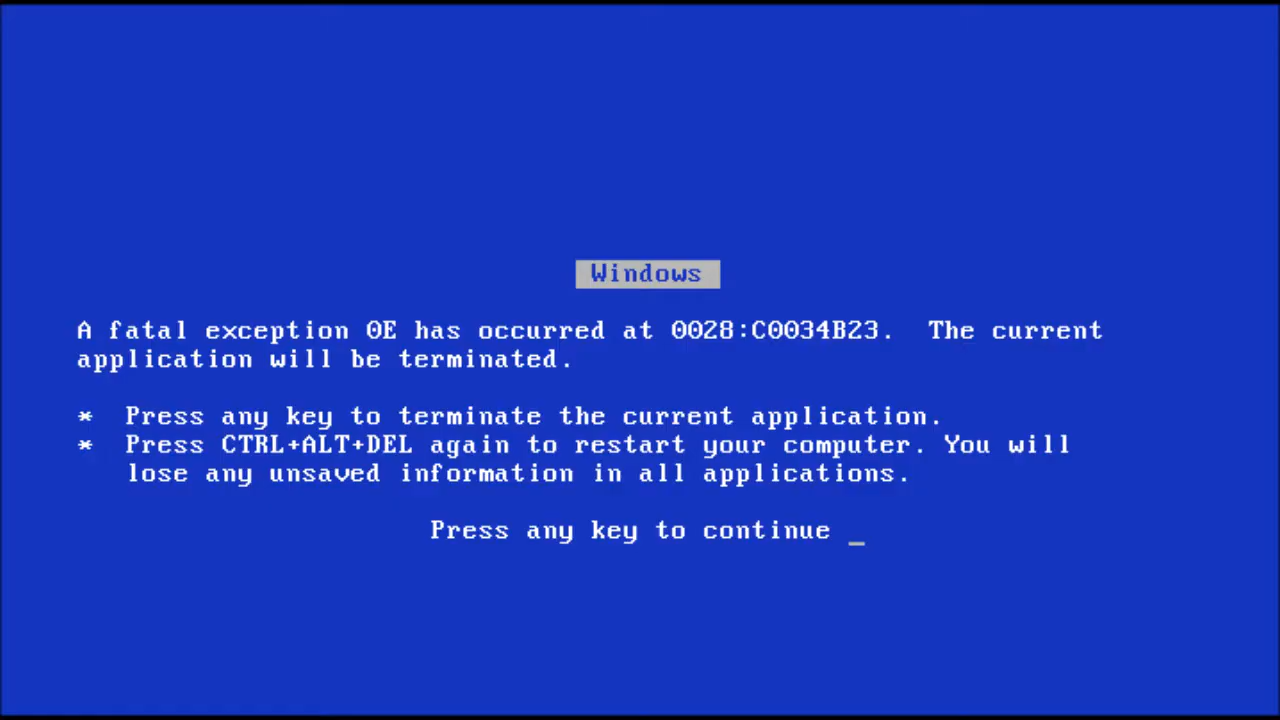 Windows
A fatal exception 0E has occurred at 0028:C0034B23.  The current
application will be terminated.
*  Press any key to terminate the current application.
*  Press CTRL+ALT+DEL again to restart your computer. You will
lose any unsaved information in all applications.
Press any key to continue _